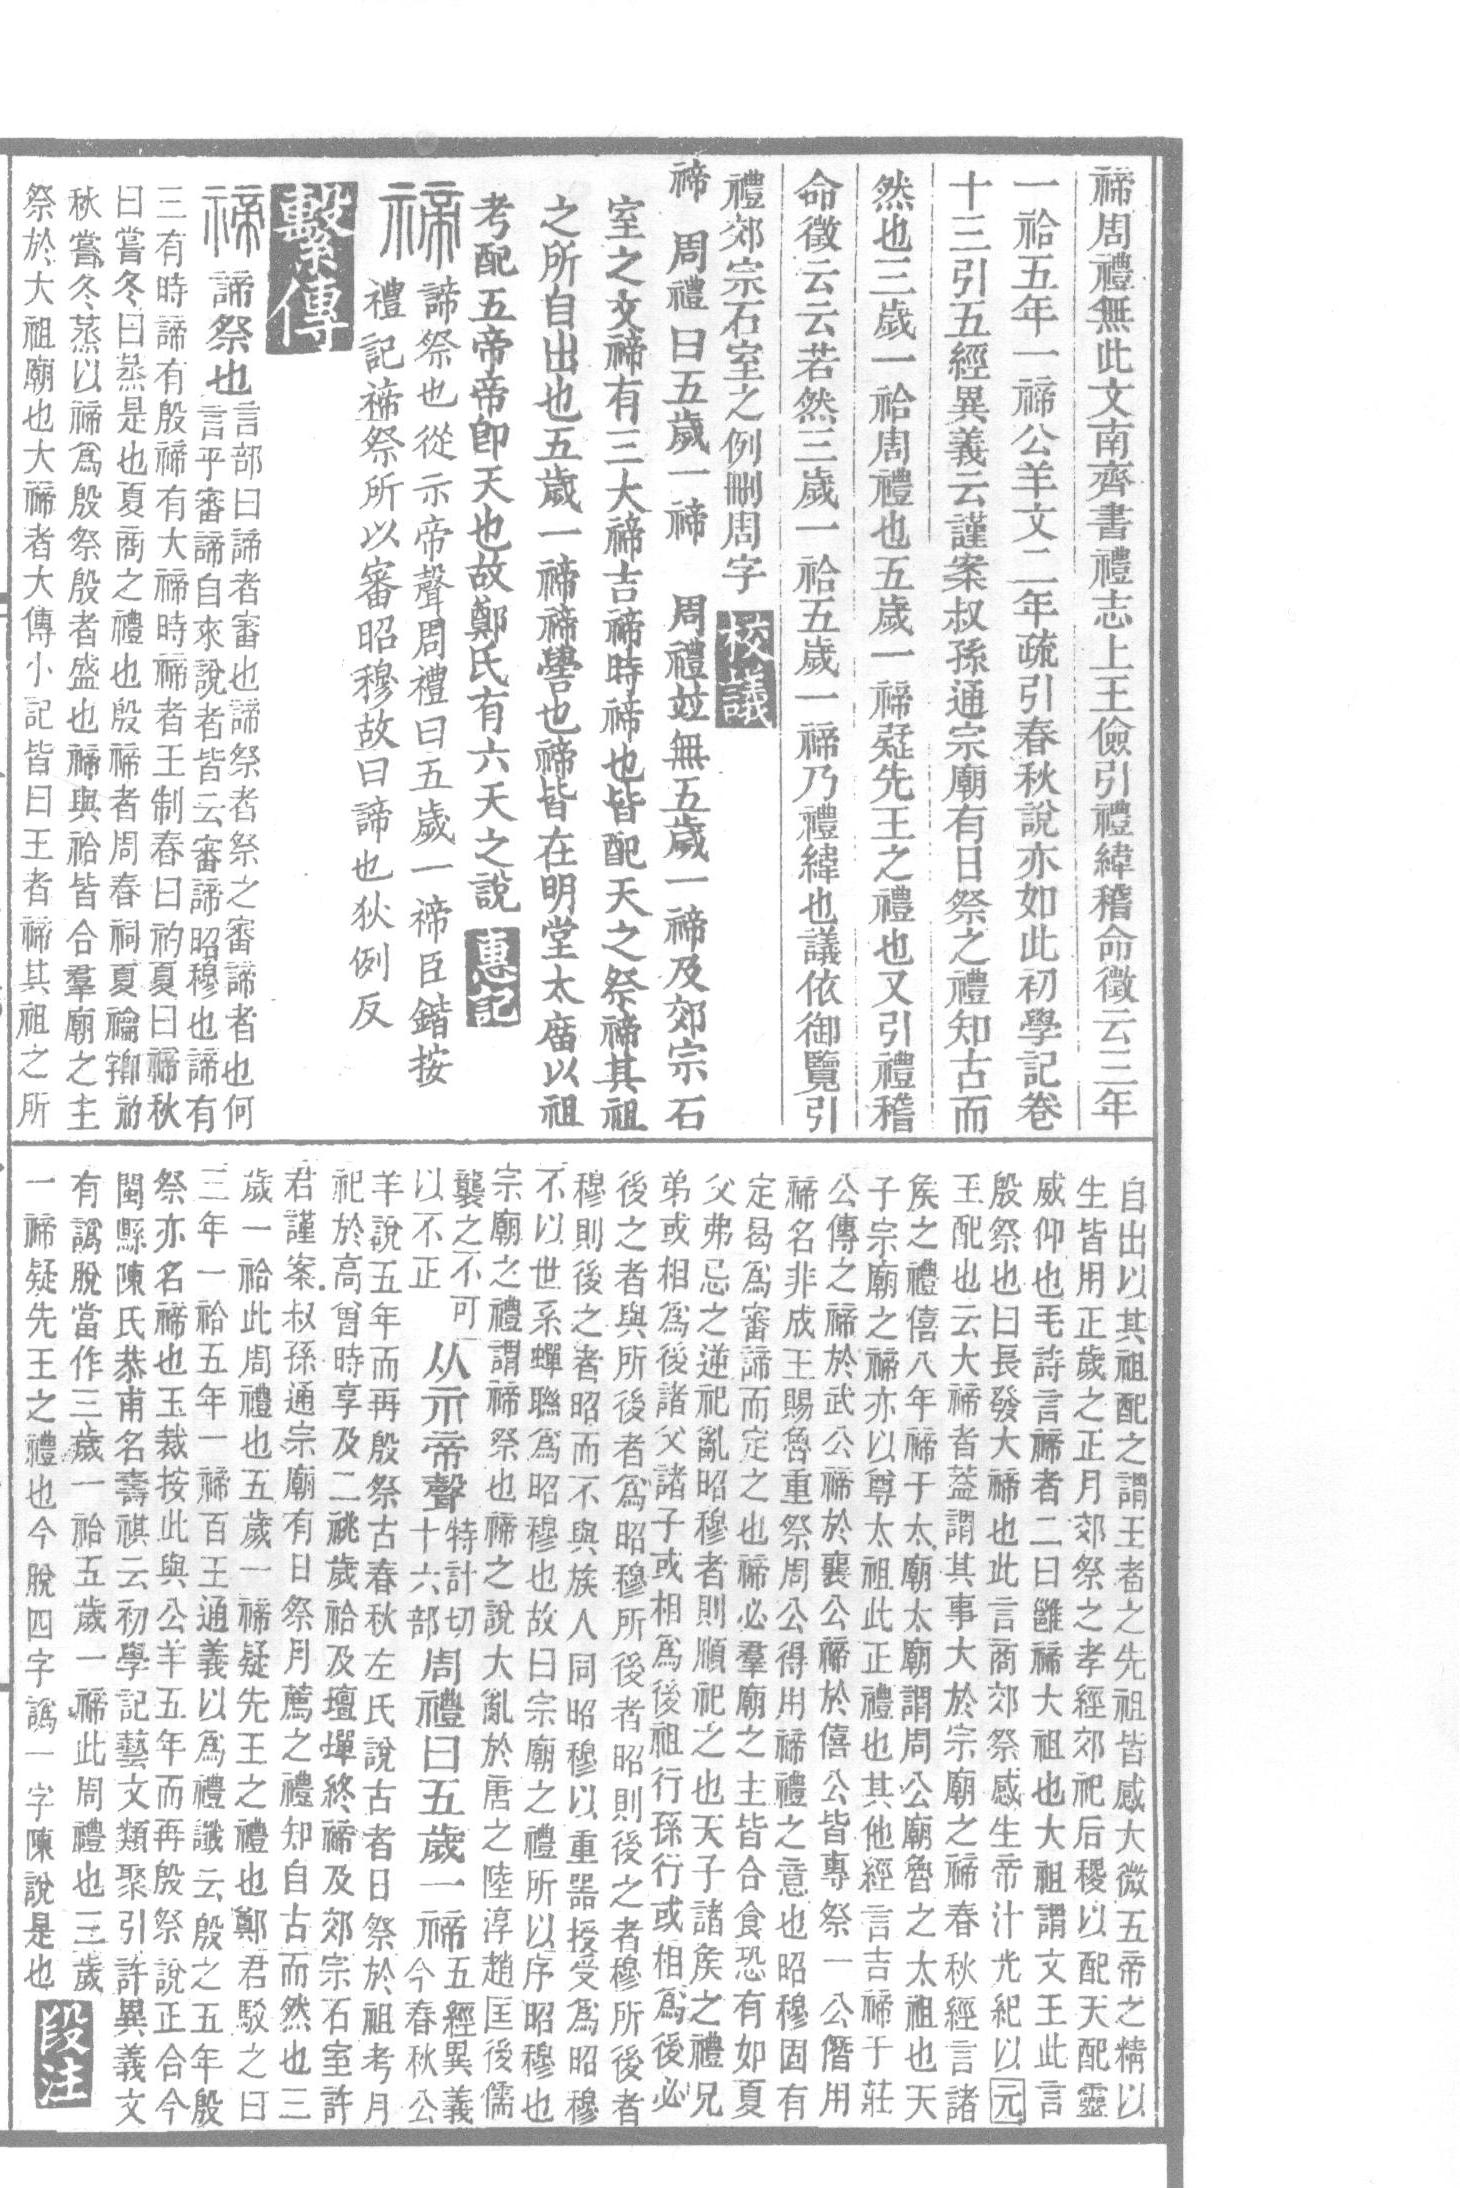 禘周禮無此文南齊書禮志上王儉引禮緯稽命徵云三年
一祫五年一禘公羊文二年疏引春秋說亦如此初學記卷
十三引五經異義云謹案叔孫通宗廟有日祭之禮知古而
然也三歲一祫周禮也五歲一禘疑先王之禮也又引禮稽
命徵云云若然三歲一祫五歲一禘乃禮緯也議依御覽引
禮郊宗石室之例刪周字 校議
禘 周禮曰五歲一禘 周禮竝無五歲一禘及郊宗石
室之文禘有三大禘吉禘時禘也皆配天之祭禘其祖
之所自出也五歲一禘禘嚳也禘皆在明堂太庙以祖
考配五帝帝即天也故鄭氏有六天之說 惠記
禘 諦祭也從示帝聲周禮曰五歲一禘臣鍇按
禮記禘祭所以審昭穆故曰諦也狄例反
繫傳
禘 諦祭也言部曰諦者審也諦祭者祭之審諦者也何
言乎審諦自來說者皆云審諦昭穆也諦有
三有時諦有殷禘有大禘時禘者王制春曰礿夏曰禘秋
曰嘗冬曰蒸是也夏商之禮也殷禘者周春祠夏禴卽礿
秋嘗冬蒸以禘爲殷祭殷者盛也禘與祫皆合羣廟之主
祭於大祖廟也大禘者大傳小記皆曰王者禘其祖之所
自出以其祖配之謂王者之先祖皆感大微五帝之精以
生皆用正歲之正月郊祭之孝經郊祀后稷以配天配靈
威仰也毛詩言禘者二曰雝禘大祖也大祖謂文王此言
殷祭也曰長發大禘也此言商郊祭感生帝汁光紀以元
王配也云大禘者葢謂其事大於宗廟之禘春秋經言諸
矦之禮僖八年禘于太廟太廟謂周公廟魯之太祖也天
子宗廟之禘亦以尊太祖此正禮也其他經言吉禘于莊
公傳之禘於武公禘於襄公禘於僖公皆專祭一公僭用
禘名非成王賜魯重祭周公得用禘禮之意也昭穆固有
定曷爲審諦而定之也禘必羣廟之主皆合食恐有如夏
父弗忌之逆祀亂昭穆者則順祀之也天子諸矦之禮兄
弟或相爲後諸父諸子或相爲後祖行孫行或相爲後必
後之者與所後者爲昭穆所後者昭則後之者穆所後者
穆則後之者昭而不與族人同昭穆以重器授受爲昭穆
不以世系蟬聯爲昭穆也故曰宗廟之禮所以序昭穆也
宗廟之禮謂禘祭也禘之說大亂於唐之陸淳趙匡後儒
襲之不可
以不正 从示帝聲特計切
十六部周禮曰五歲一禘五經異義
今春秋公
羊說五年而再殷祭古春秋左氏說古者日祭於祖考月
祀於高曾時享及二祧歲祫及壇墠終禘及郊宗石室許
君謹案叔孫通宗廟有日祭月薦之禮知自古而然也三
歲一祫此周禮也五歲一禘疑先王之禮也鄭君駁之曰
三年一祫五年一禘百王通義以爲禮讖云殷之五年殷
祭亦名禘也玉裁按此與公羊五年而再殷祭說正合今
閩縣陳氏恭甫名壽祺云初學記藝文類聚引許異義文
有譌脫當作三歲一祫五歲一禘此周禮也三歲
一禘疑先王之禮也今脫四字譌一字陳說是也 段注